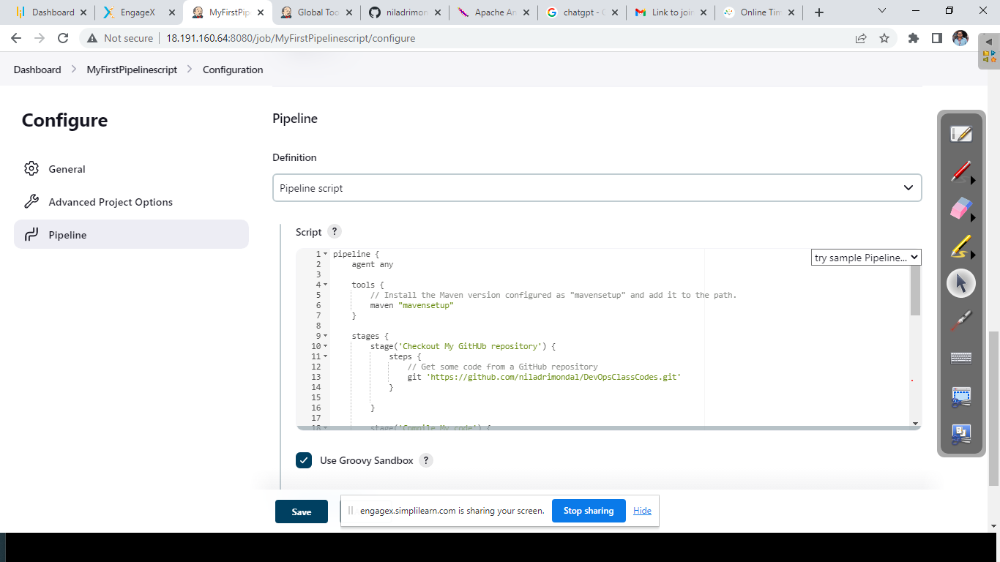 Dashboard
EngageX
MyFirstPip
Global Too
niladrimon
Apache An
chatgpt - G
Link to join
Online Tim
Not secure
18.191.160.64:8080/job/MyFirstPipelinescript/configure
Dashboard
MyFirstPipelinescript
Configuration
Configure
General
Advanced Project Options
Pipeline
Pipeline
Definition
Pipeline script
Script ?
try sample Pipeline...
1 pipeline {
2 agent any
3
4 tools {
5 // Install the Maven version configured as "mavensetup" and add it to the path.
6 maven "mavensetup"
7 }
8
9 stages {
10 stage('Checkout My GitHUb repository') {
11 steps {
12 // Get some code from a GitHub repository
13 git 'https://github.com/niladrimondal/DevOpsClassCodes.git'
14 }
15
16 }
17
18 stage('Compile My code') {
Use Groovy Sandbox ?
Save
engagex.simplilearn.com is sharing your screen.
Stop sharing
Hide